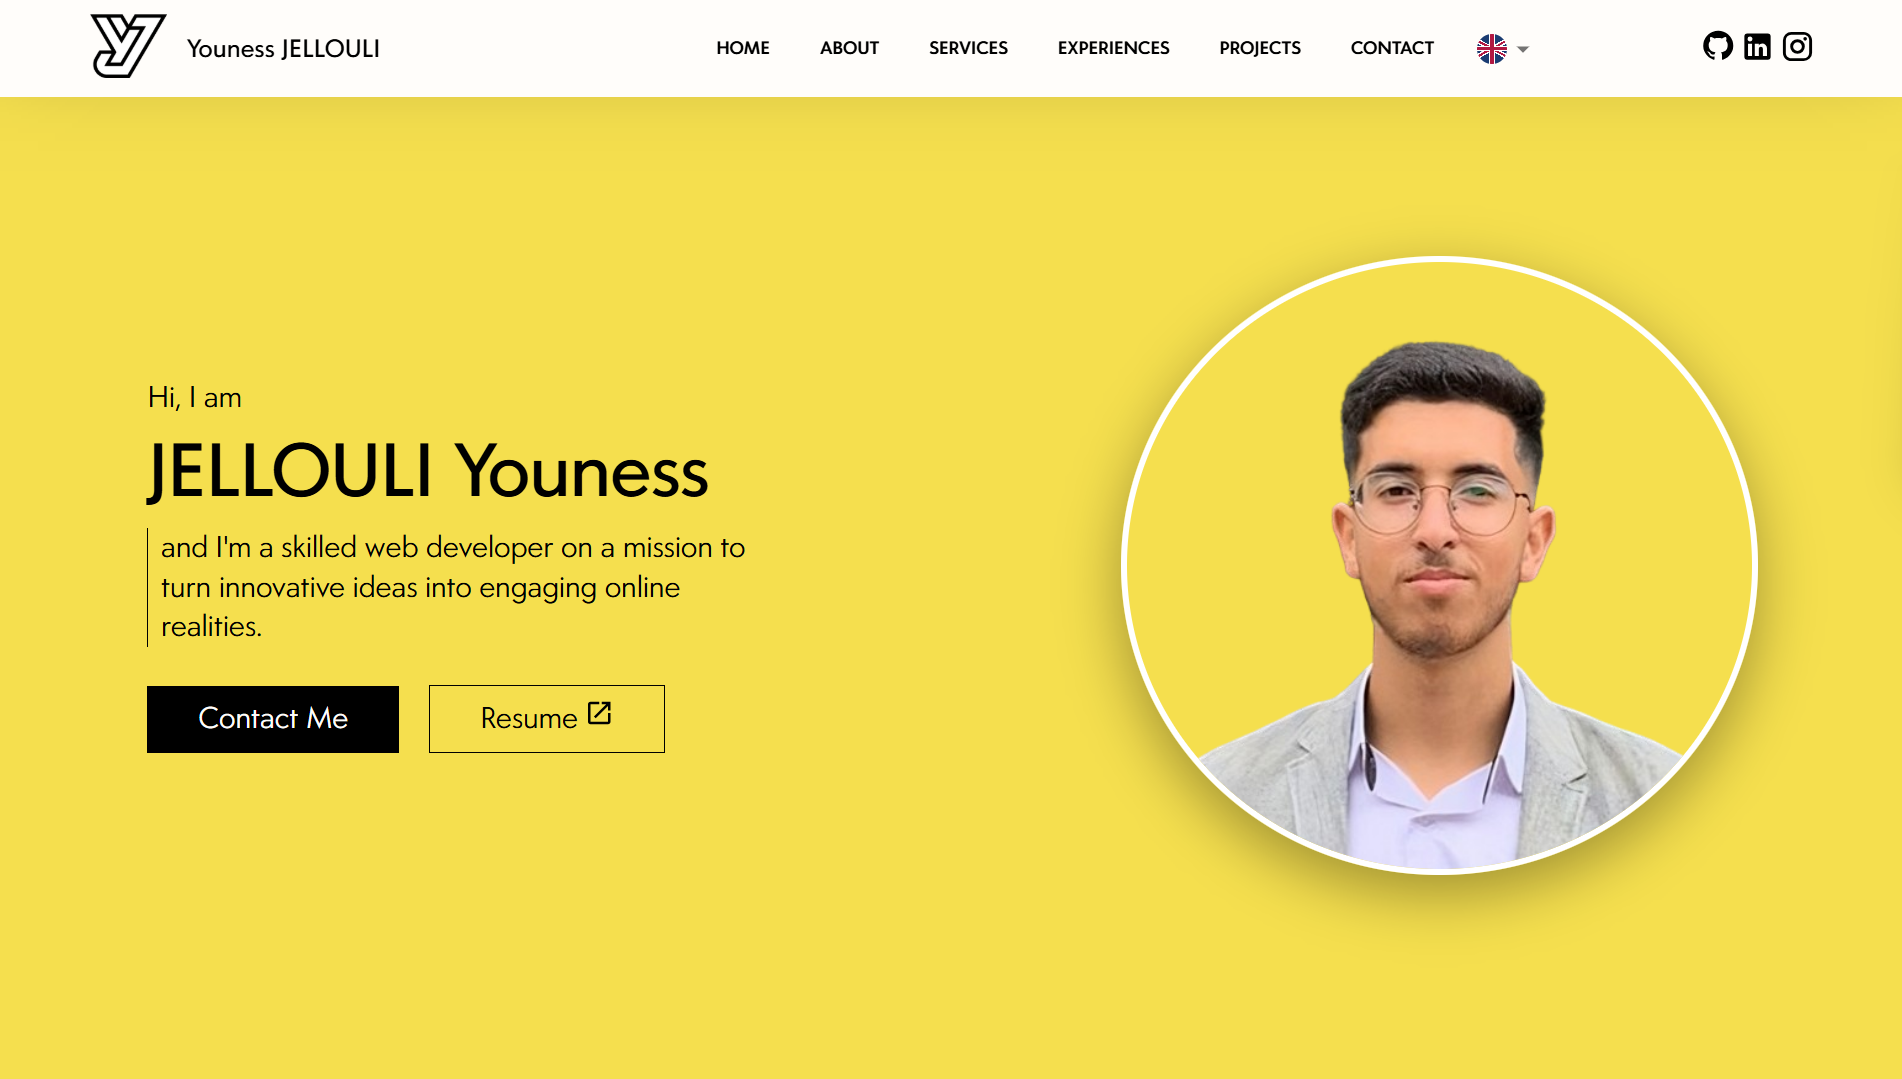 Youness JELLOULI
HOME ABOUT SERVICES EXPERIENCES PROJECTS CONTACT
Hi, I am
JELLOULI Youness
and I'm a skilled web developer on a mission to
turn innovative ideas into engaging online
realities.
Contact Me
Resume